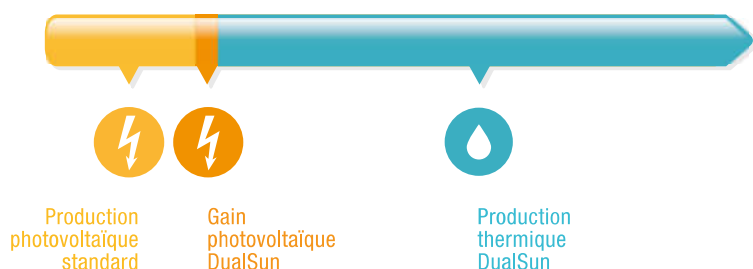 Production
photovoltaïque
standard
Gain
photovoltaïque
DualSun
Production
thermique
DualSun